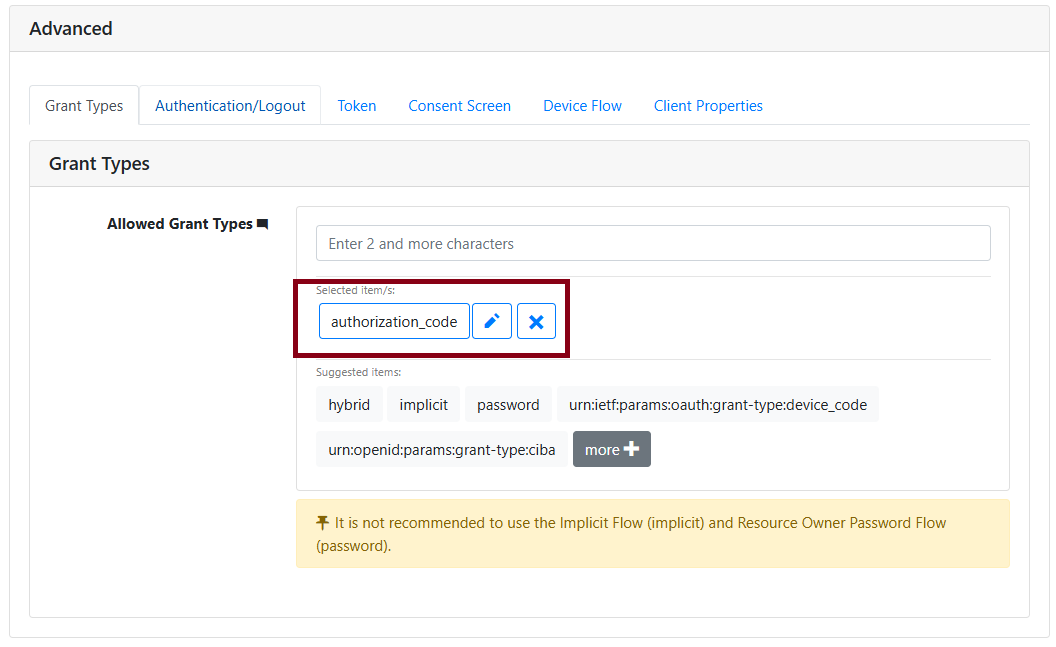 Advanced
Grant Types Authentication/Logout Token Consent Screen Device Flow Client Properties
Grant Types
Allowed Grant Types
Enter 2 and more characters
Selected item/s:
authorization_code
Suggested items:
hybrid implicit password urn:ietf:params:oauth:grant-type:device_code
urn:openid:params:grant-type:ciba more
It is not recommended to use the Implicit Flow (implicit) and Resource Owner Password Flow
(password).